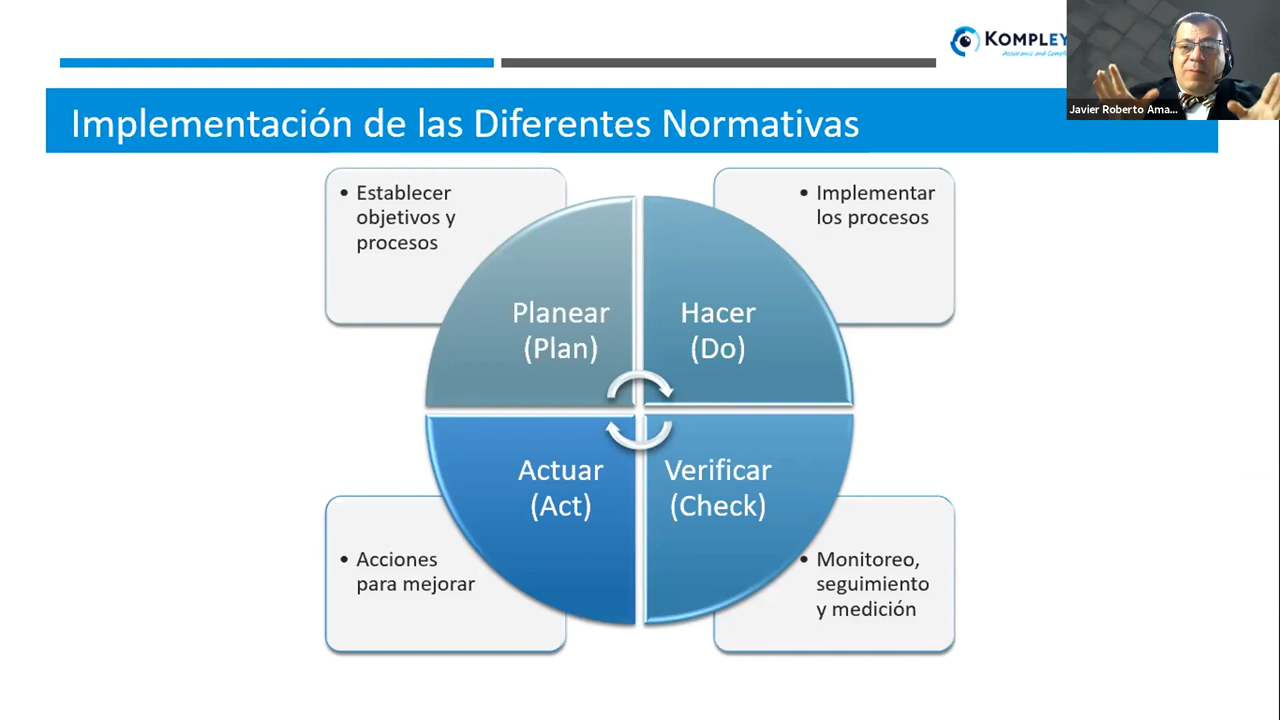 KOMPLEY
Javier Roberto Ama...
Implementación de las Diferentes Normativas
• Establecer
objetivos y
procesos
• Implementar
los procesos
Planear
(Plan)
Hacer
(Do)
Actuar
(Act)
Verificar
(Check)
• Acciones
para mejorar
• Monitoreo,
seguimiento
y medición